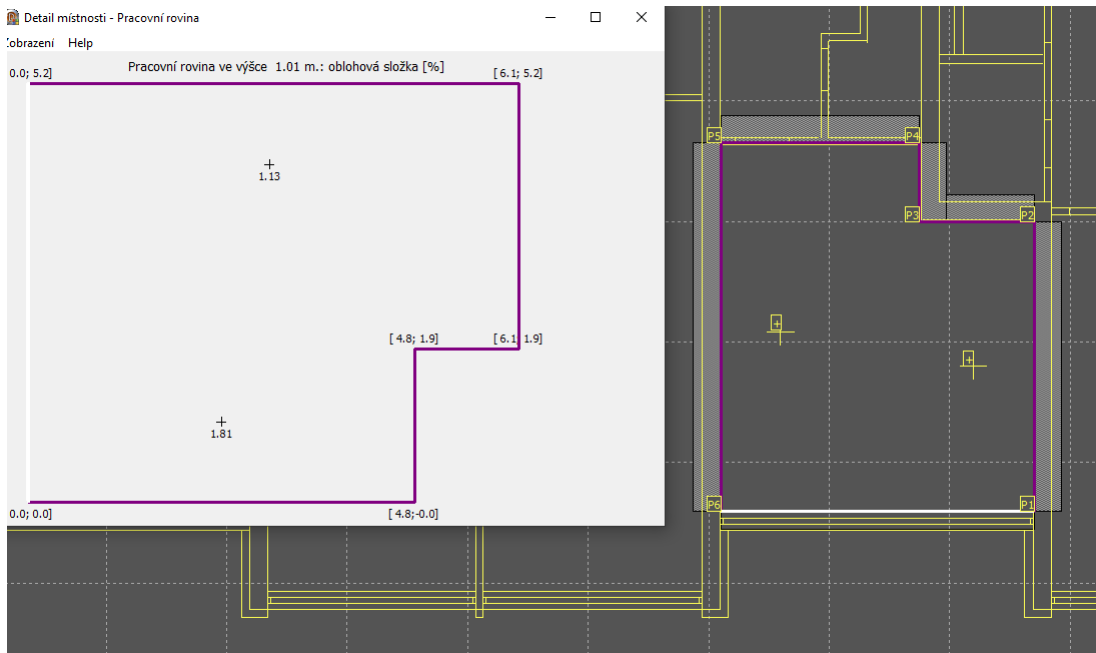 Detail místnosti - Pracovní rovina
Zobrazení Help
Pracovní rovina ve výšce 1.01 m.: oblohová složka [%]
0.0; 5.2]
[ 6.1; 5.2]
1.13
[ 4.8; 1.9]
[ 6.1; 1.9]
1.81
0.0; 0.0]
[ 4.8;-0.0]
P5
P4
P3
P2
P6
P1